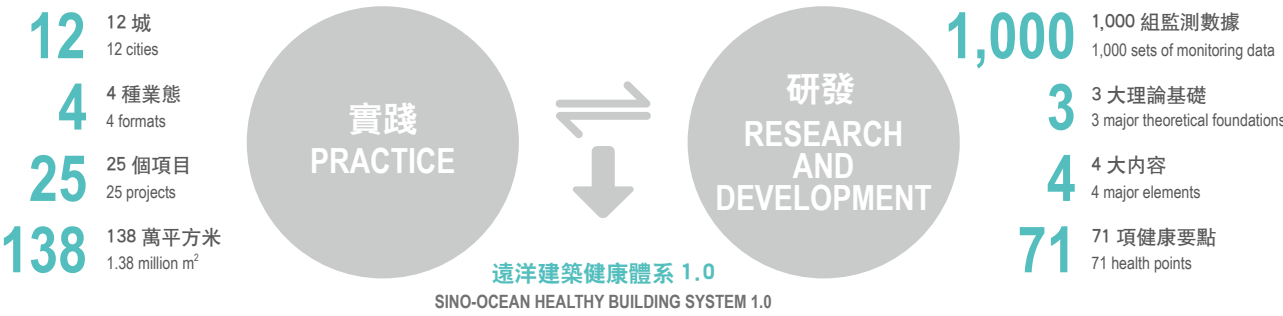 12
12 城
12 cities
4
4 種業態
4 formats
25
25 個項目
25 projects
138
138 萬平方米
1.38 million m²
實踐
PRACTICE
研發
RESEARCH
AND
DEVELOPMENT
遠洋建築健康體系 1.0
SINO-OCEAN HEALTHY BUILDING SYSTEM 1.0
1,000
1,000 組監測數據
1,000 sets of monitoring data
3
3 大理論基礎
3 major theoretical foundations
4
4 大內容
4 major elements
71
71 項健康要點
71 health points